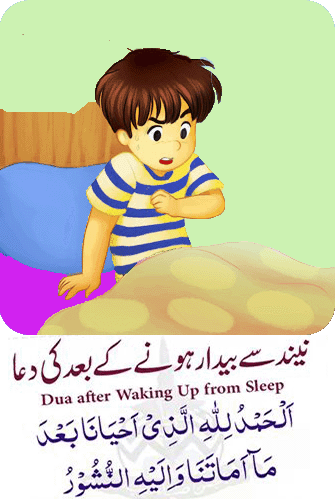 نیند سے بیدار ہونے کے بعد کی دعا
Dua after Waking Up from Sleep
اَلْحَمْدُ لِلّٰهِ الَّذِیْ اَحْیَانَا بَعْدَ
مَآ اَمَاتَنَا وَاِلَیْهِ النُّشُوْرُ